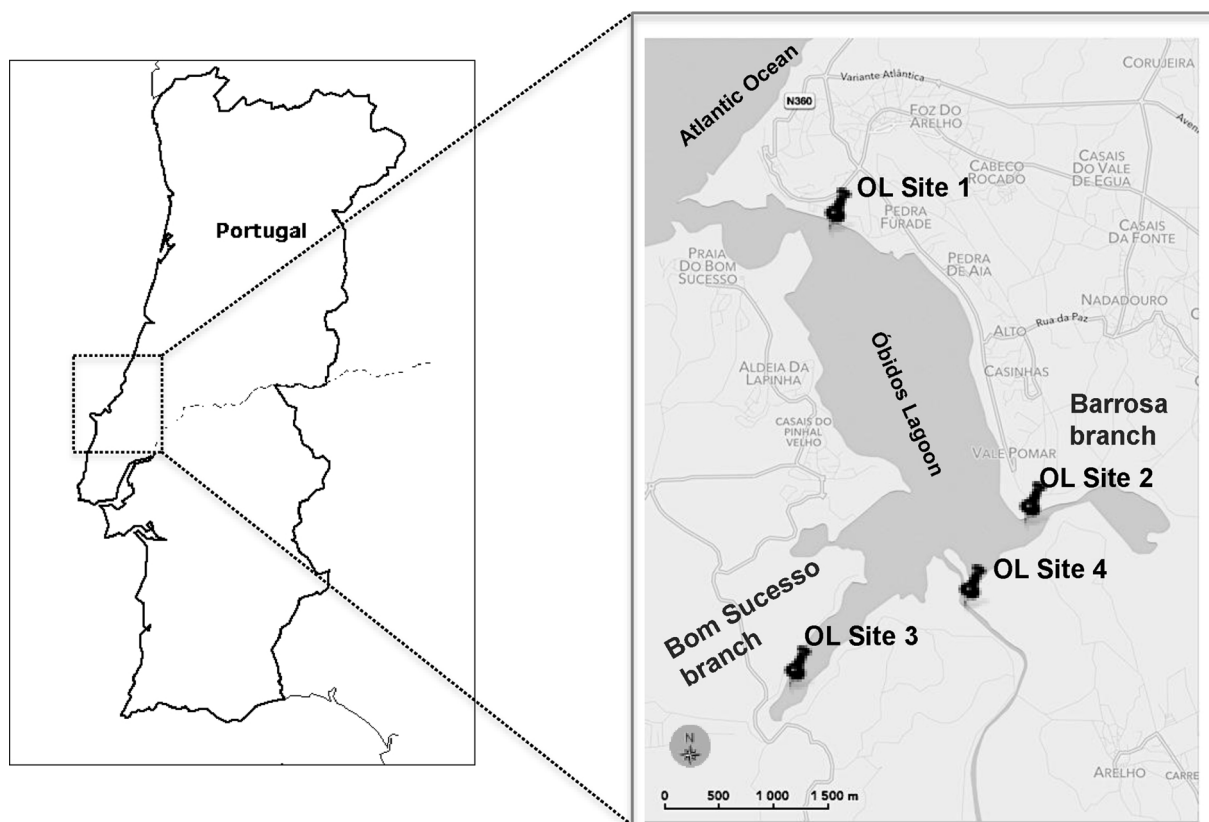 Portugal
Atlantic Ocean
Variante Atlântica
CORUJEIRA
N360
FOZ DO
ARELHO
CABECO
ROCADO
CASAIS
DO VALE
DE EGUA
OL Site 1
PEDRA
FURADE
PRAIA
DO BOM
SUCESSO
PEDRA
DE AIA
CASAIS
DA FONTE
NADADOURO
ALTO
Rua da Paz
ALDEIA DA
LAPINHA
CASINHAS
Óbidos Lagoon
Barrosa
branch
CASAIS DO
PINHAL
VELHO
VALE POMAR
OL Site 2
OL Site 4
Bom Sucesso
branch
OL Site 3
N
ARELHO
CARRE
0 500 1 000 1 500 m